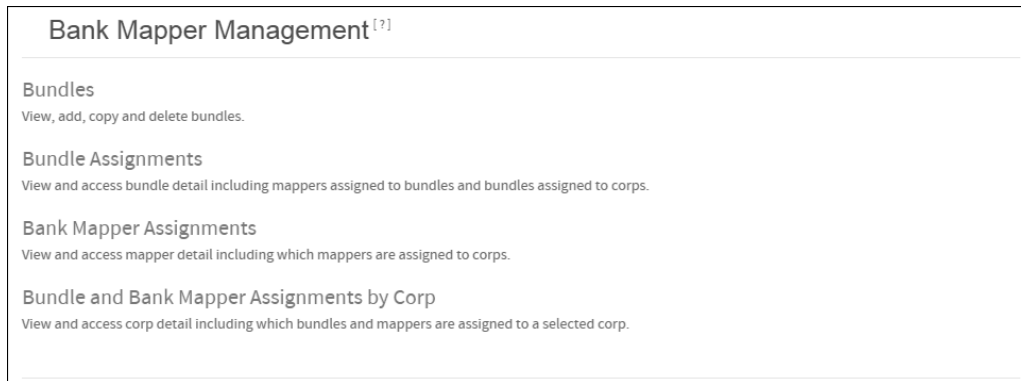 Bank Mapper Management[?]
Bundles
View, add, copy and delete bundles.
Bundle Assignments
View and access bundle detail including mappers assigned to bundles and bundles assigned to corps.
Bank Mapper Assignments
View and access mapper detail including which mappers are assigned to corps.
Bundle and Bank Mapper Assignments by Corp
View and access corp detail including which bundles and mappers are assigned to a selected corp.